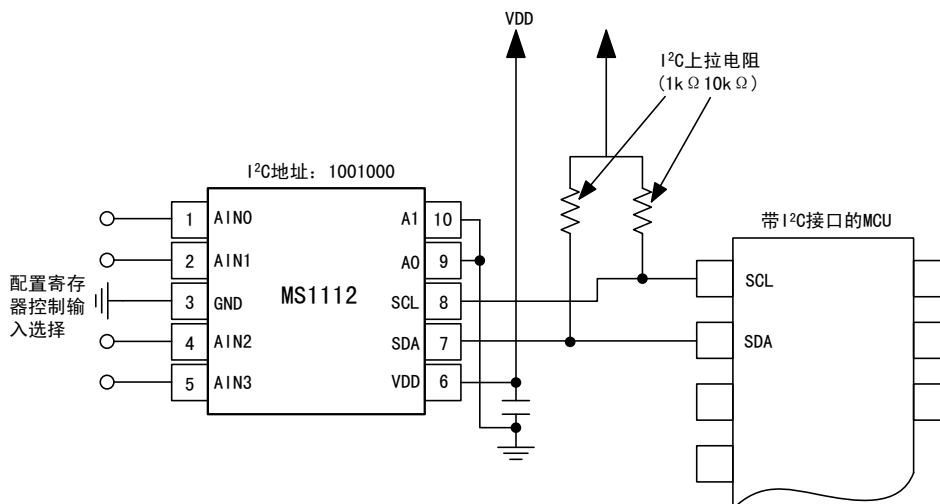 VDD
I²C上拉电阻
(1kΩ10kΩ)
I²C地址：1001000
带I²C接口的MCU
配置寄存
器控制输
入选择
MS1112
1 AIN0
2 AIN1
3 GND
4 AIN2
5 AIN3
A1 10
A0 9
SCL 8
SDA 7
VDD 6
SCL
SDA